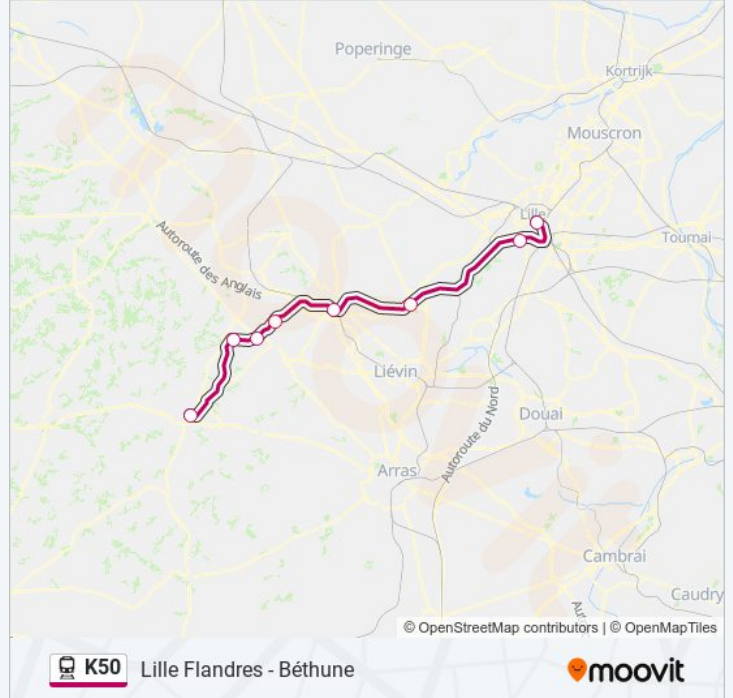 Poperinge
Kortrijk
Mouscron
Lille
Tournai
Autoroute des Anglais
Liévin
Autoroute du Nord
Douai
Arras
Cambrai
Caudry
Aut
© OpenStreetMap contributors | © OpenMapTiles
K50 Lille Flandres - Béthune
moovit